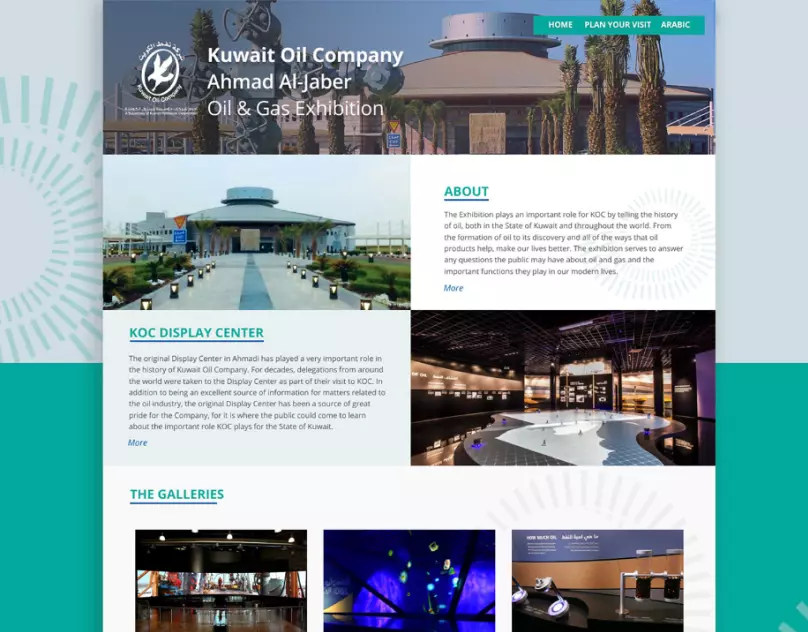 HOME PLAN YOUR VISIT ARABIC
شركة نفط الكويت
Kuwait Oil Company
Kuwait Oil Company
Ahmad Al-Jaber
Oil & Gas Exhibition
ABOUT
The Exhibition plays an important role for KOC by telling the history
of oil, both in the State of Kuwait and throughout the world. From
the formation of oil to its discovery and all of the ways that oil
products help, make our lives better. The exhibition serves to answer
any questions the public may have about oil and gas and the
important functions they play in our modern lives.
More
KOC DISPLAY CENTER
The original Display Center in Ahmadi has played a very important role in
the history of Kuwait Oil Company. For decades, delegations from around
the world were taken to the Display Center as part of their visit to KOC. In
addition to being an excellent source of information for matters related to
the oil industry, the original Display Center has been a source of great
pride for the Company, for it is where the public could come to learn
about the important role KOC plays for the State of Kuwait.
More
THE GALLERIES
HOW MUCH OIL